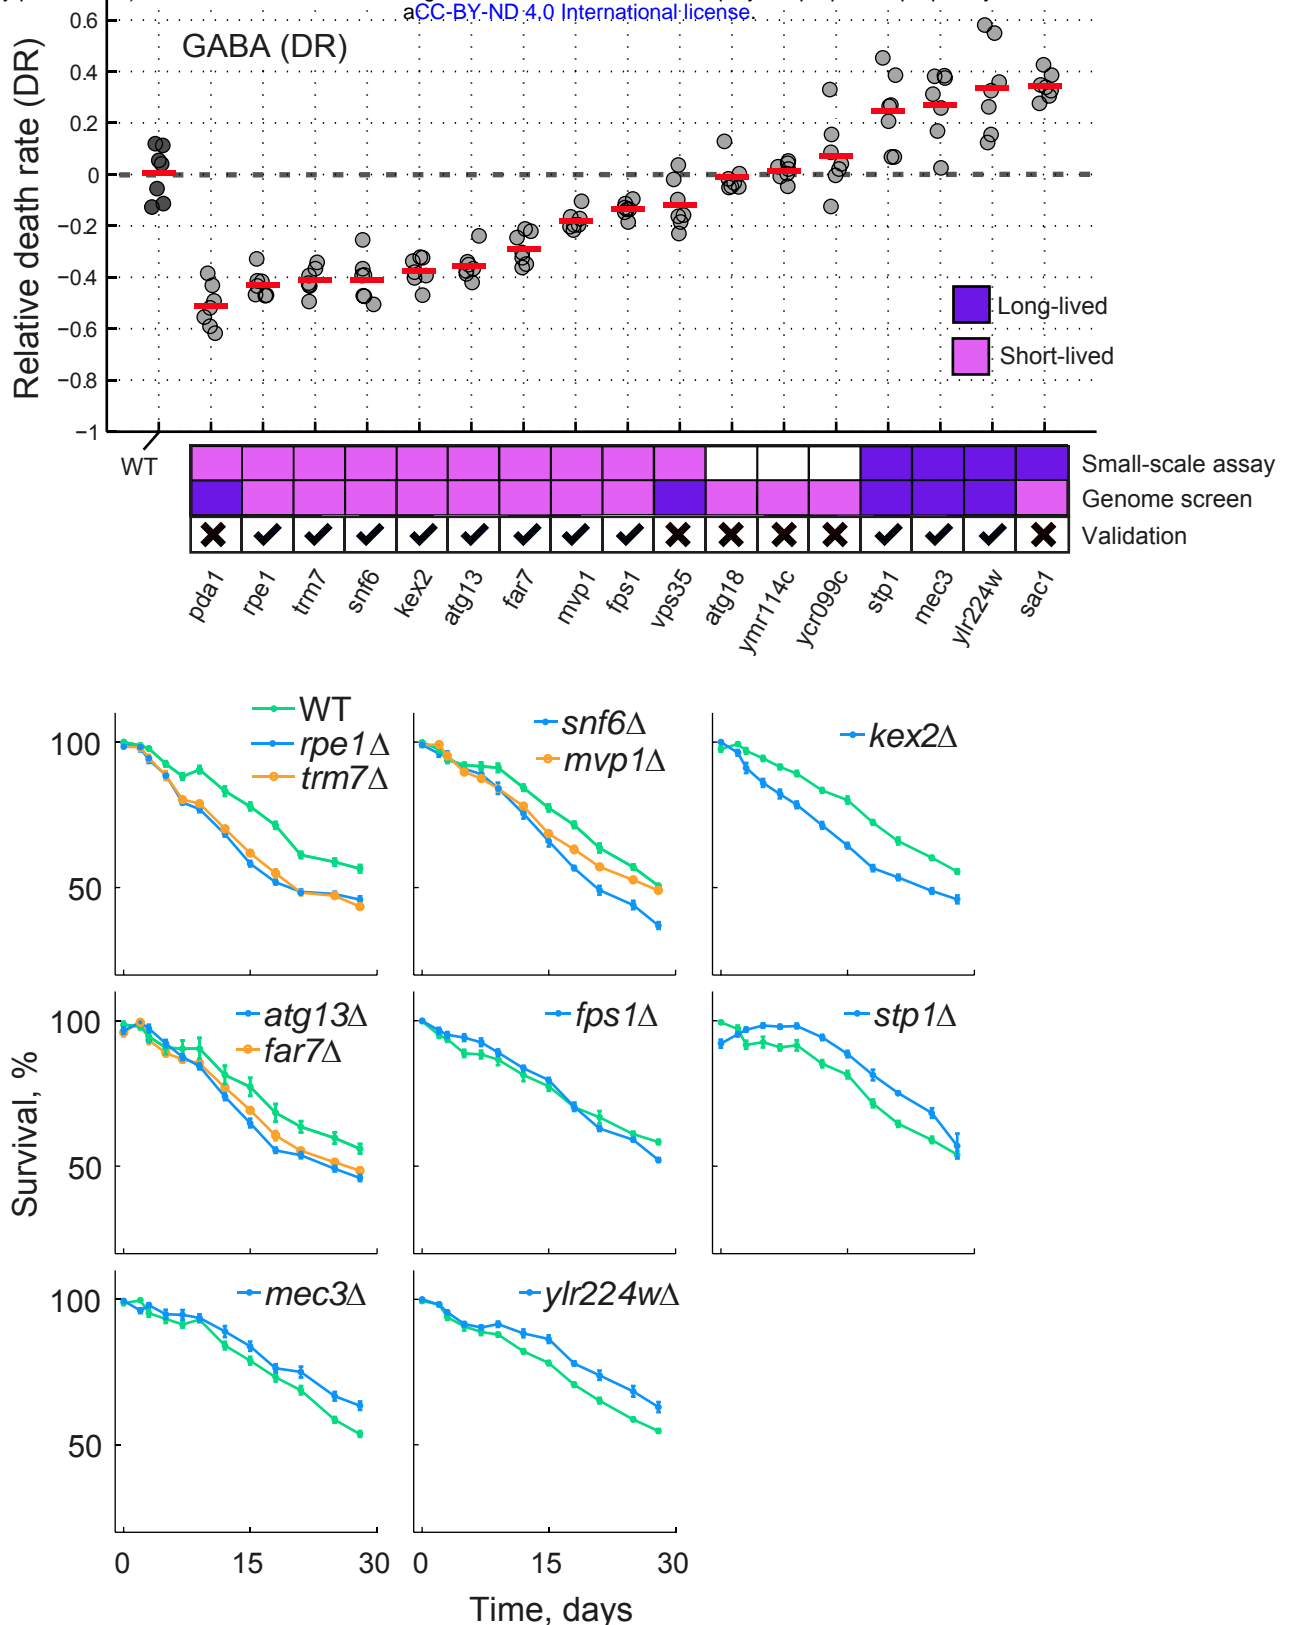 aCC-BY-ND 4.0 International license.
GABA (DR)
Relative death rate (DR)
0.6
0.4
0.2
0
−0.2
−0.4
−0.6
−0.8
−1
Long-lived
Short-lived
WT
Small-scale assay
Genome screen
Validation
pda1
rpe1
trm7
snf6
kex2
atg13
far7
mvp1
fps1
vps35
atg18
ymr114c
ycr099c
stp1
mec3
ylr224w
sac1
WT
rpe1Δ
trm7Δ
snf6Δ
mvp1Δ
kex2Δ
100
50
atg13Δ
far7Δ
fps1Δ
stp1Δ
100
50
Survival, %
mec3Δ
ylr224wΔ
100
50
0 15 30 0 15 30
Time, days